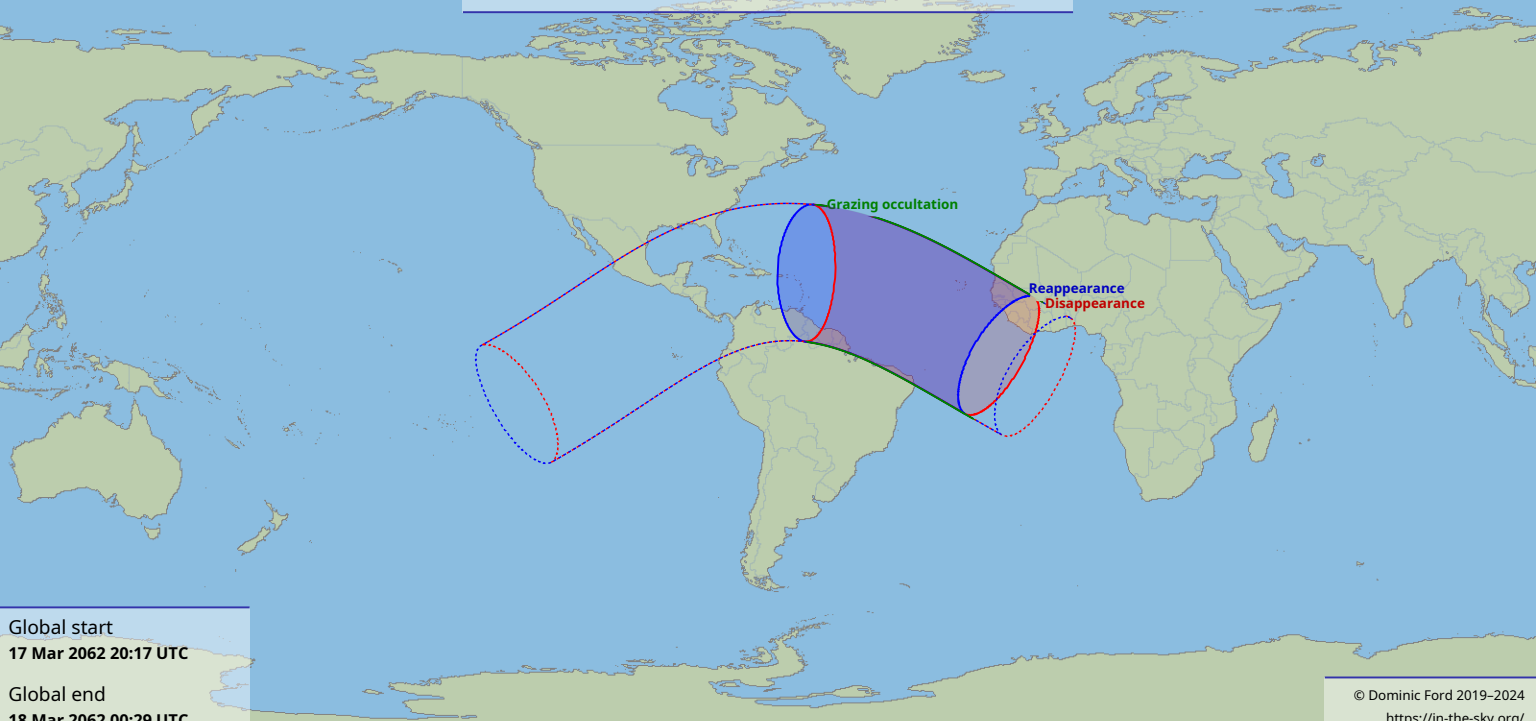 Grazing occultation
Reappearance
Disappearance
Global start
17 Mar 2062 20:17 UTC
Global end
18 Mar 2062 00:29 UTC
© Dominic Ford 2019–2024
https://in-the-sky.org/